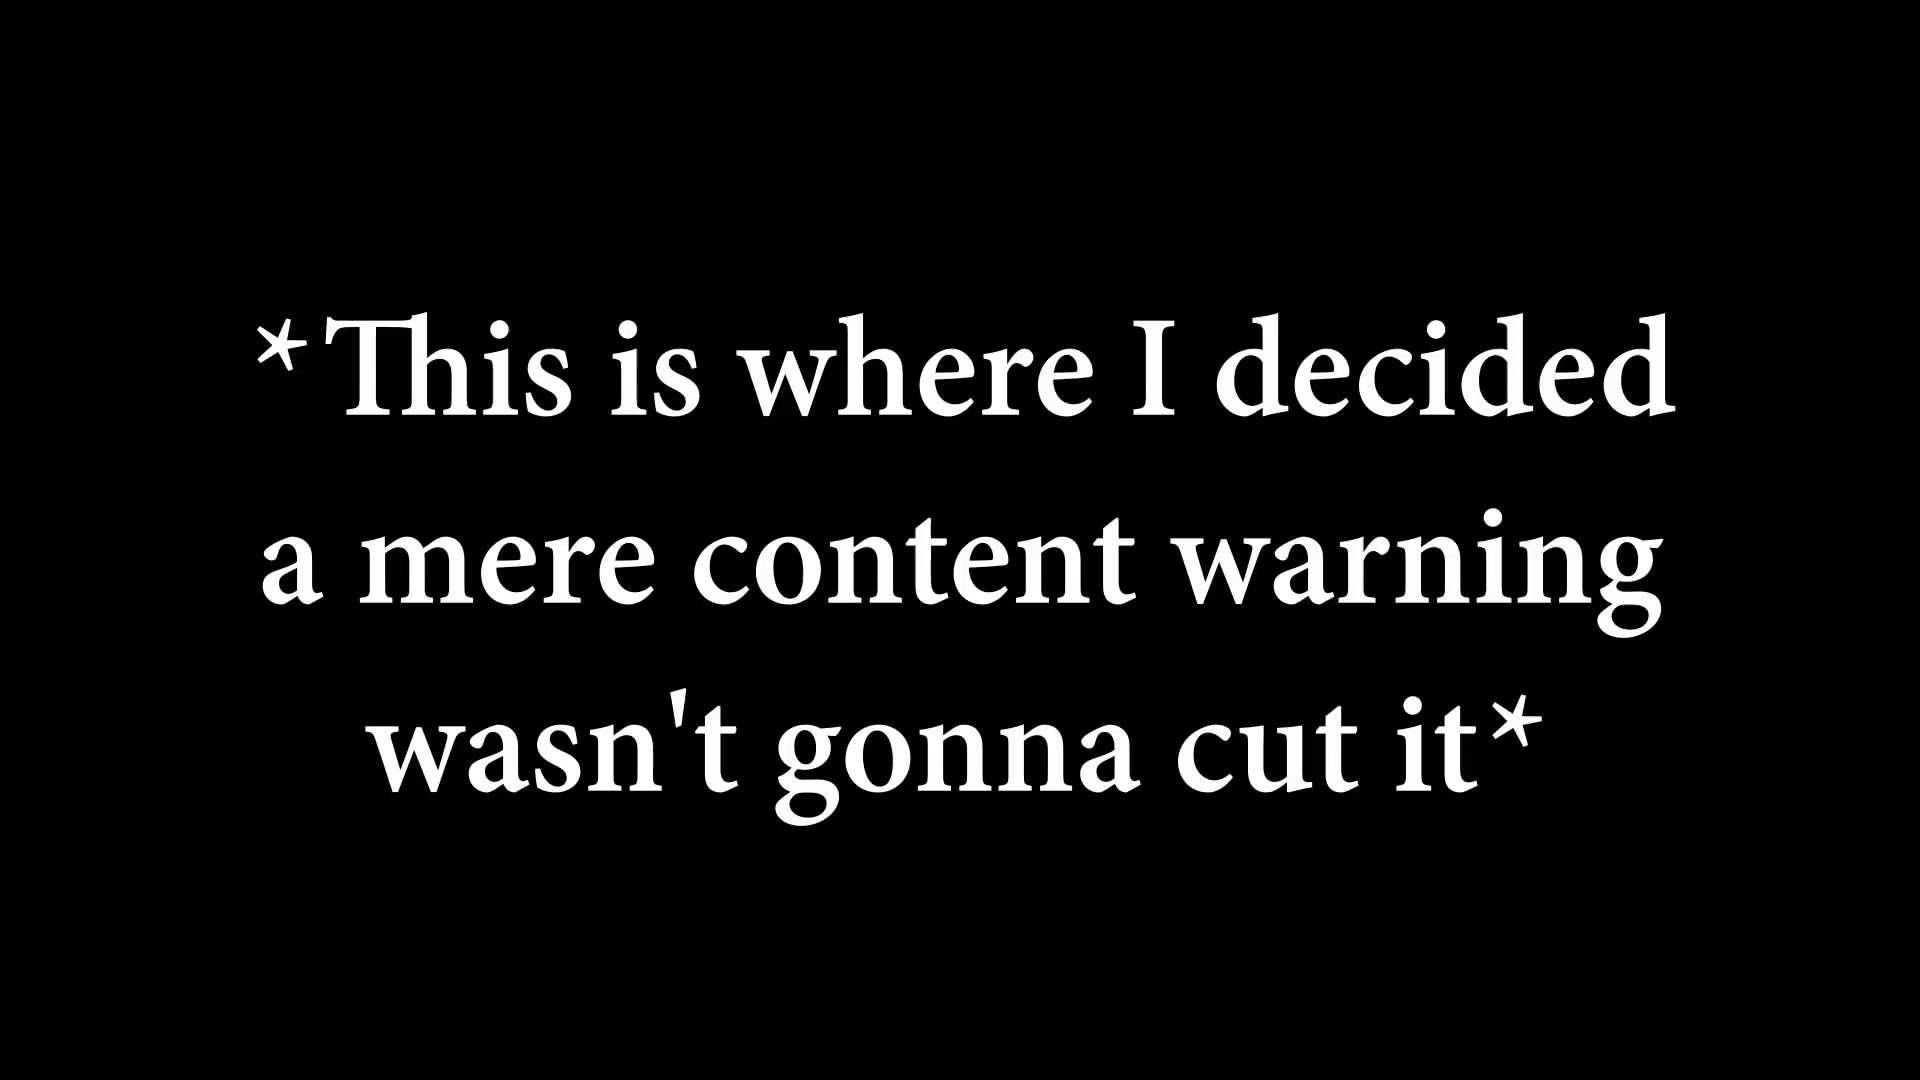 *This is where I decided
a mere content warning
wasn't gonna cut it*